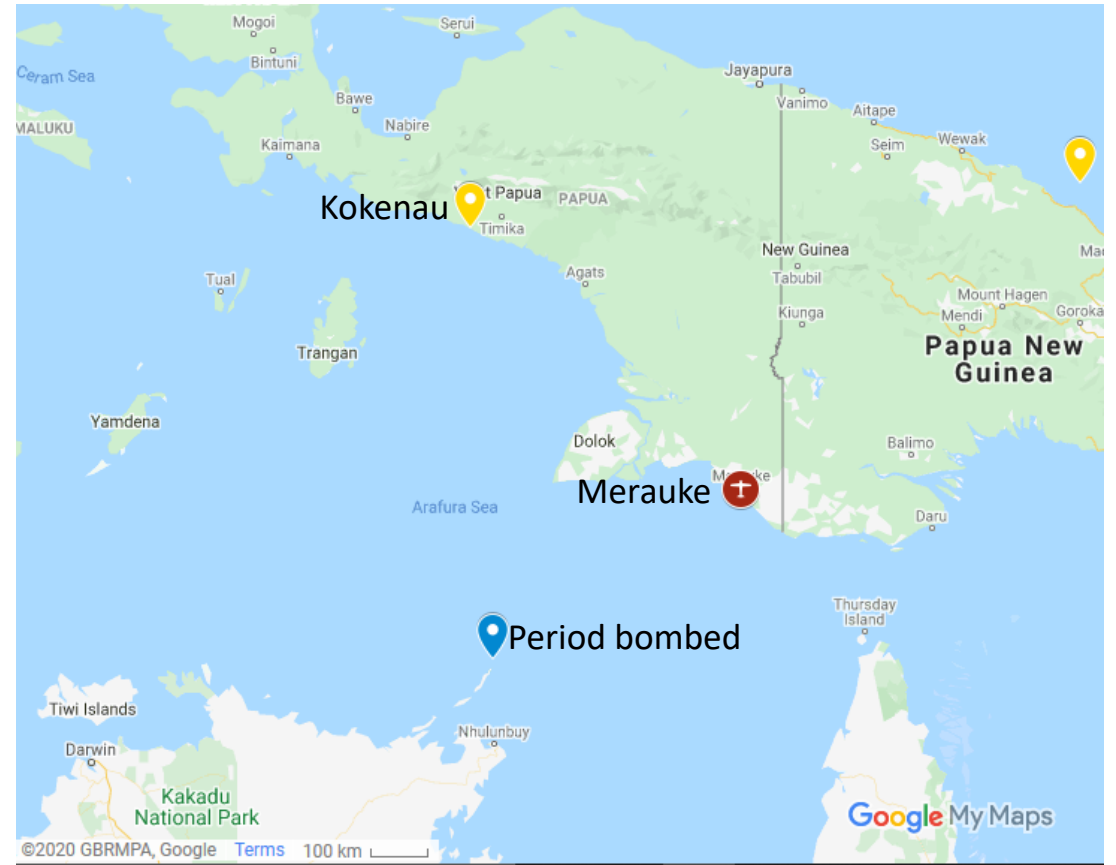 Mogoi
Serui
Bintuni
Ceram Sea
Jayapura
Bawe
Vanimo
Aitape
MALUKU
Nabire
Kaimana
Seim
Wewak
Kokenau
t Papua
PAPUA
Timika
New Guinea
Tual
Agats
Tabubil
Mount Hagen
Kiunga
Mendi
Goroka
Trangan
Papua New
Guinea
Yamdena
Dolok
Balimo
Merauke
Arafura Sea
Daru
Thursday
Island
Period bombed
Tiwi Islands
Nhulunbuy
Darwin
Kakadu
National Park
Google My Maps
©2020 GBRMPA, Google Terms 100 km